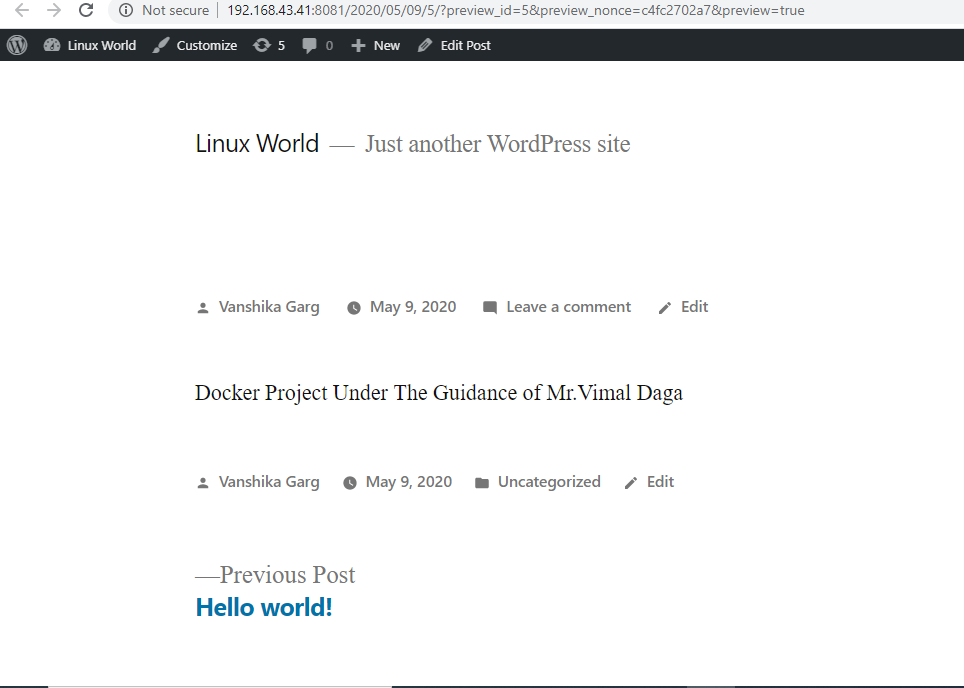 Not secure 192.168.43.41:8081/2020/05/09/5/?preview_id=5&preview_nonce=c4fc2702a7&preview=true
Linux World Customize 5 0 New Edit Post
Linux World — Just another WordPress site
Vanshika Garg May 9, 2020 Leave a comment Edit
Docker Project Under The Guidance of Mr.Vimal Daga
Vanshika Garg May 9, 2020 Uncategorized Edit
—Previous Post
Hello world!